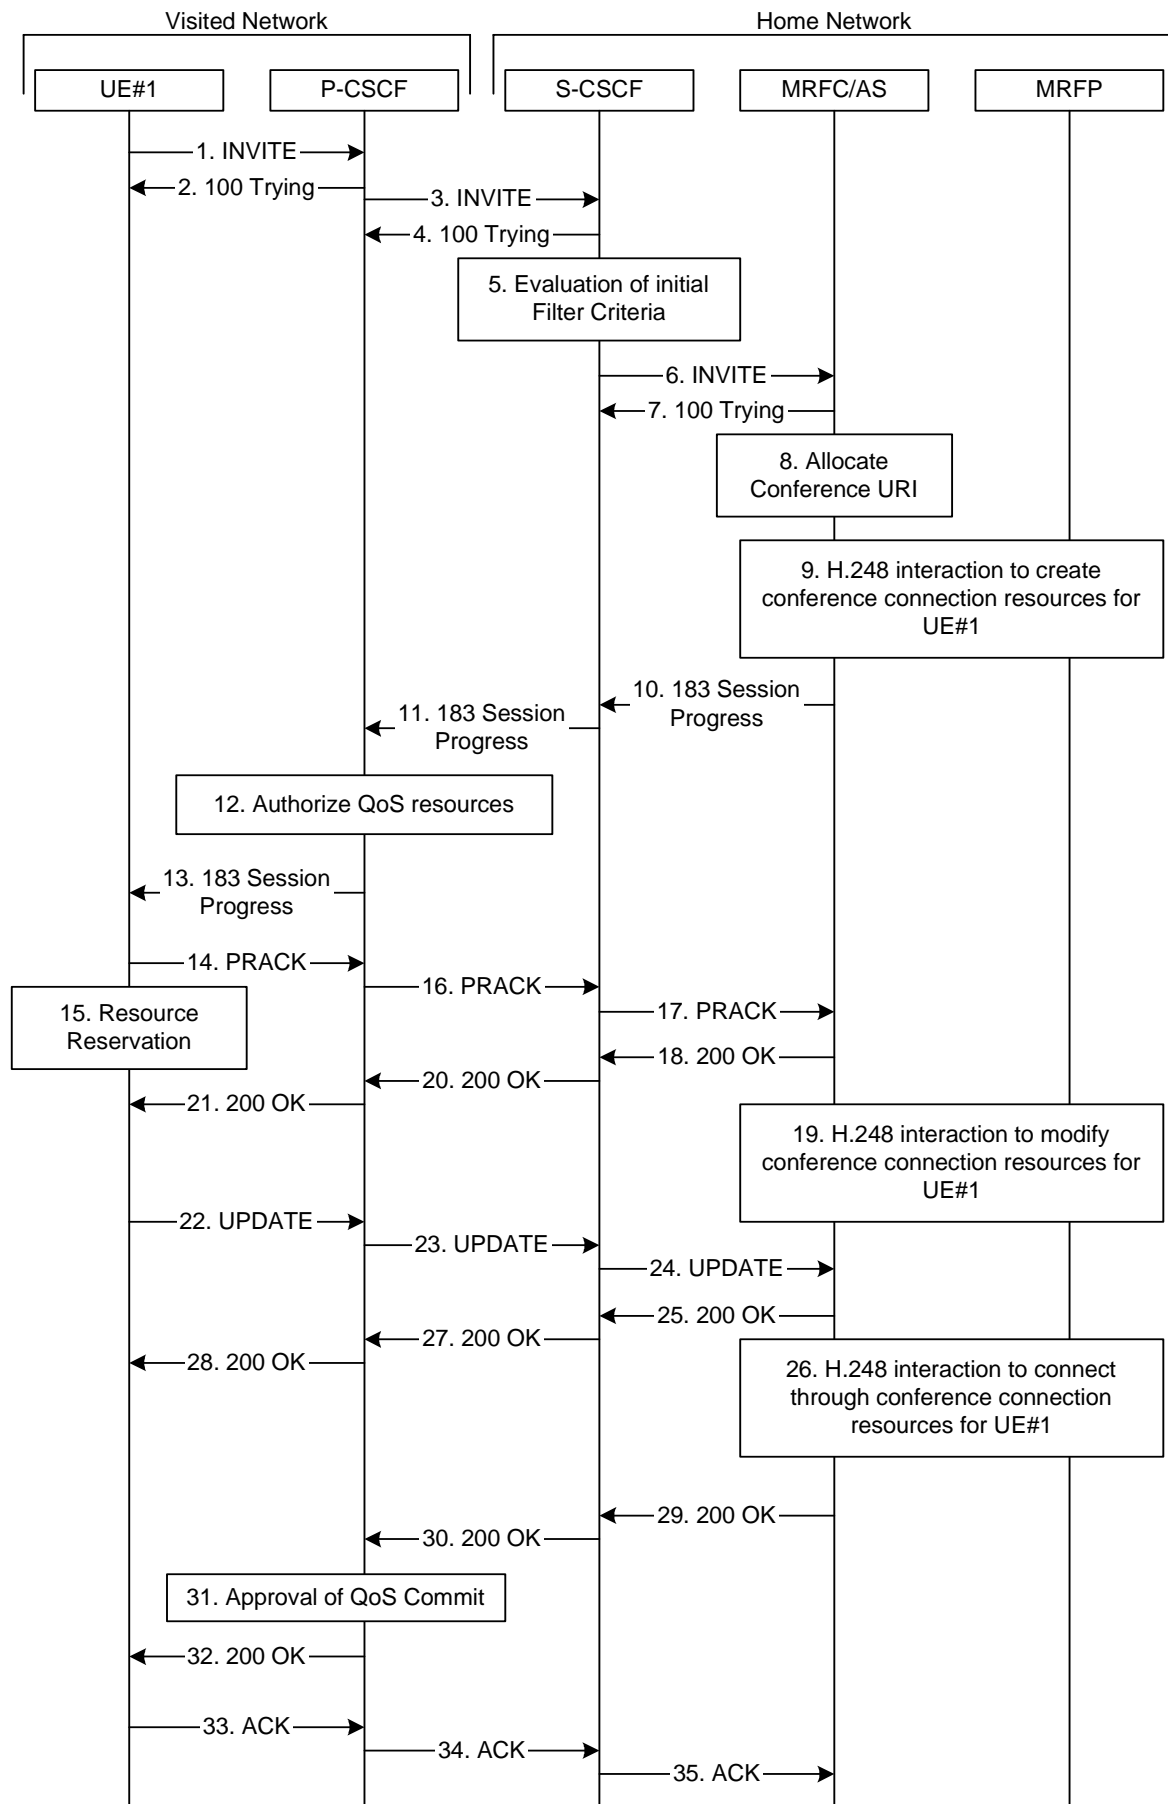 Visited Network
Home Network
UE#1
P-CSCF
S-CSCF
MRFC/AS
MRFP
1. INVITE
2. 100 Trying
3. INVITE
4. 100 Trying
5. Evaluation of initial
Filter Criteria
6. INVITE
7. 100 Trying
8. Allocate
Conference URI
9. H.248 interaction to create
conference connection resources for
UE#1
10. 183 Session
Progress
11. 183 Session
Progress
12. Authorize QoS resources
13. 183 Session
Progress
14. PRACK
15. Resource
Reservation
16. PRACK
17. PRACK
18. 200 OK
19. H.248 interaction to modify
conference connection resources for
UE#1
20. 200 OK
21. 200 OK
22. UPDATE
23. UPDATE
24. UPDATE
25. 200 OK
26. H.248 interaction to connect
through conference connection
resources for UE#1
27. 200 OK
28. 200 OK
29. 200 OK
30. 200 OK
31. Approval of QoS Commit
32. 200 OK
33. ACK
34. ACK
35. ACK